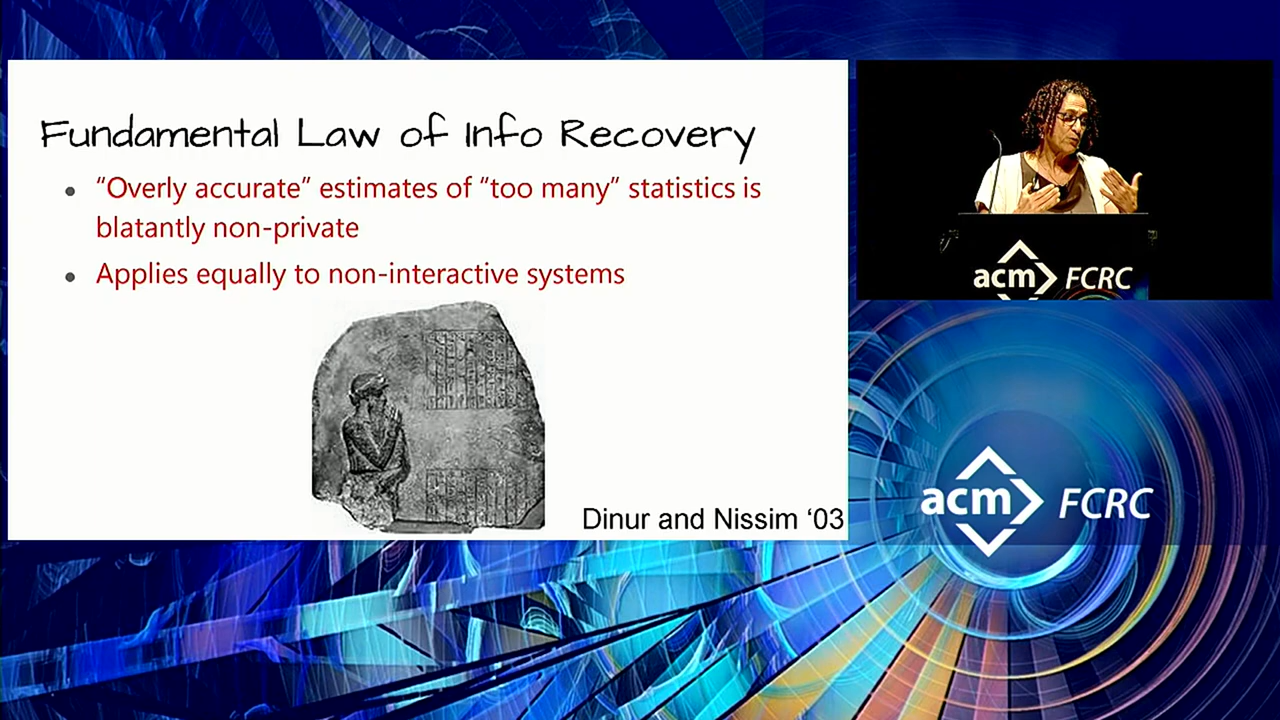 Fundamental Law of Info Recovery
“Overly accurate” estimates of “too many” statistics is
blatantly non-private
Applies equally to non-interactive systems
Dinur and Nissim ‘03
acm FCRC
acm FCRC